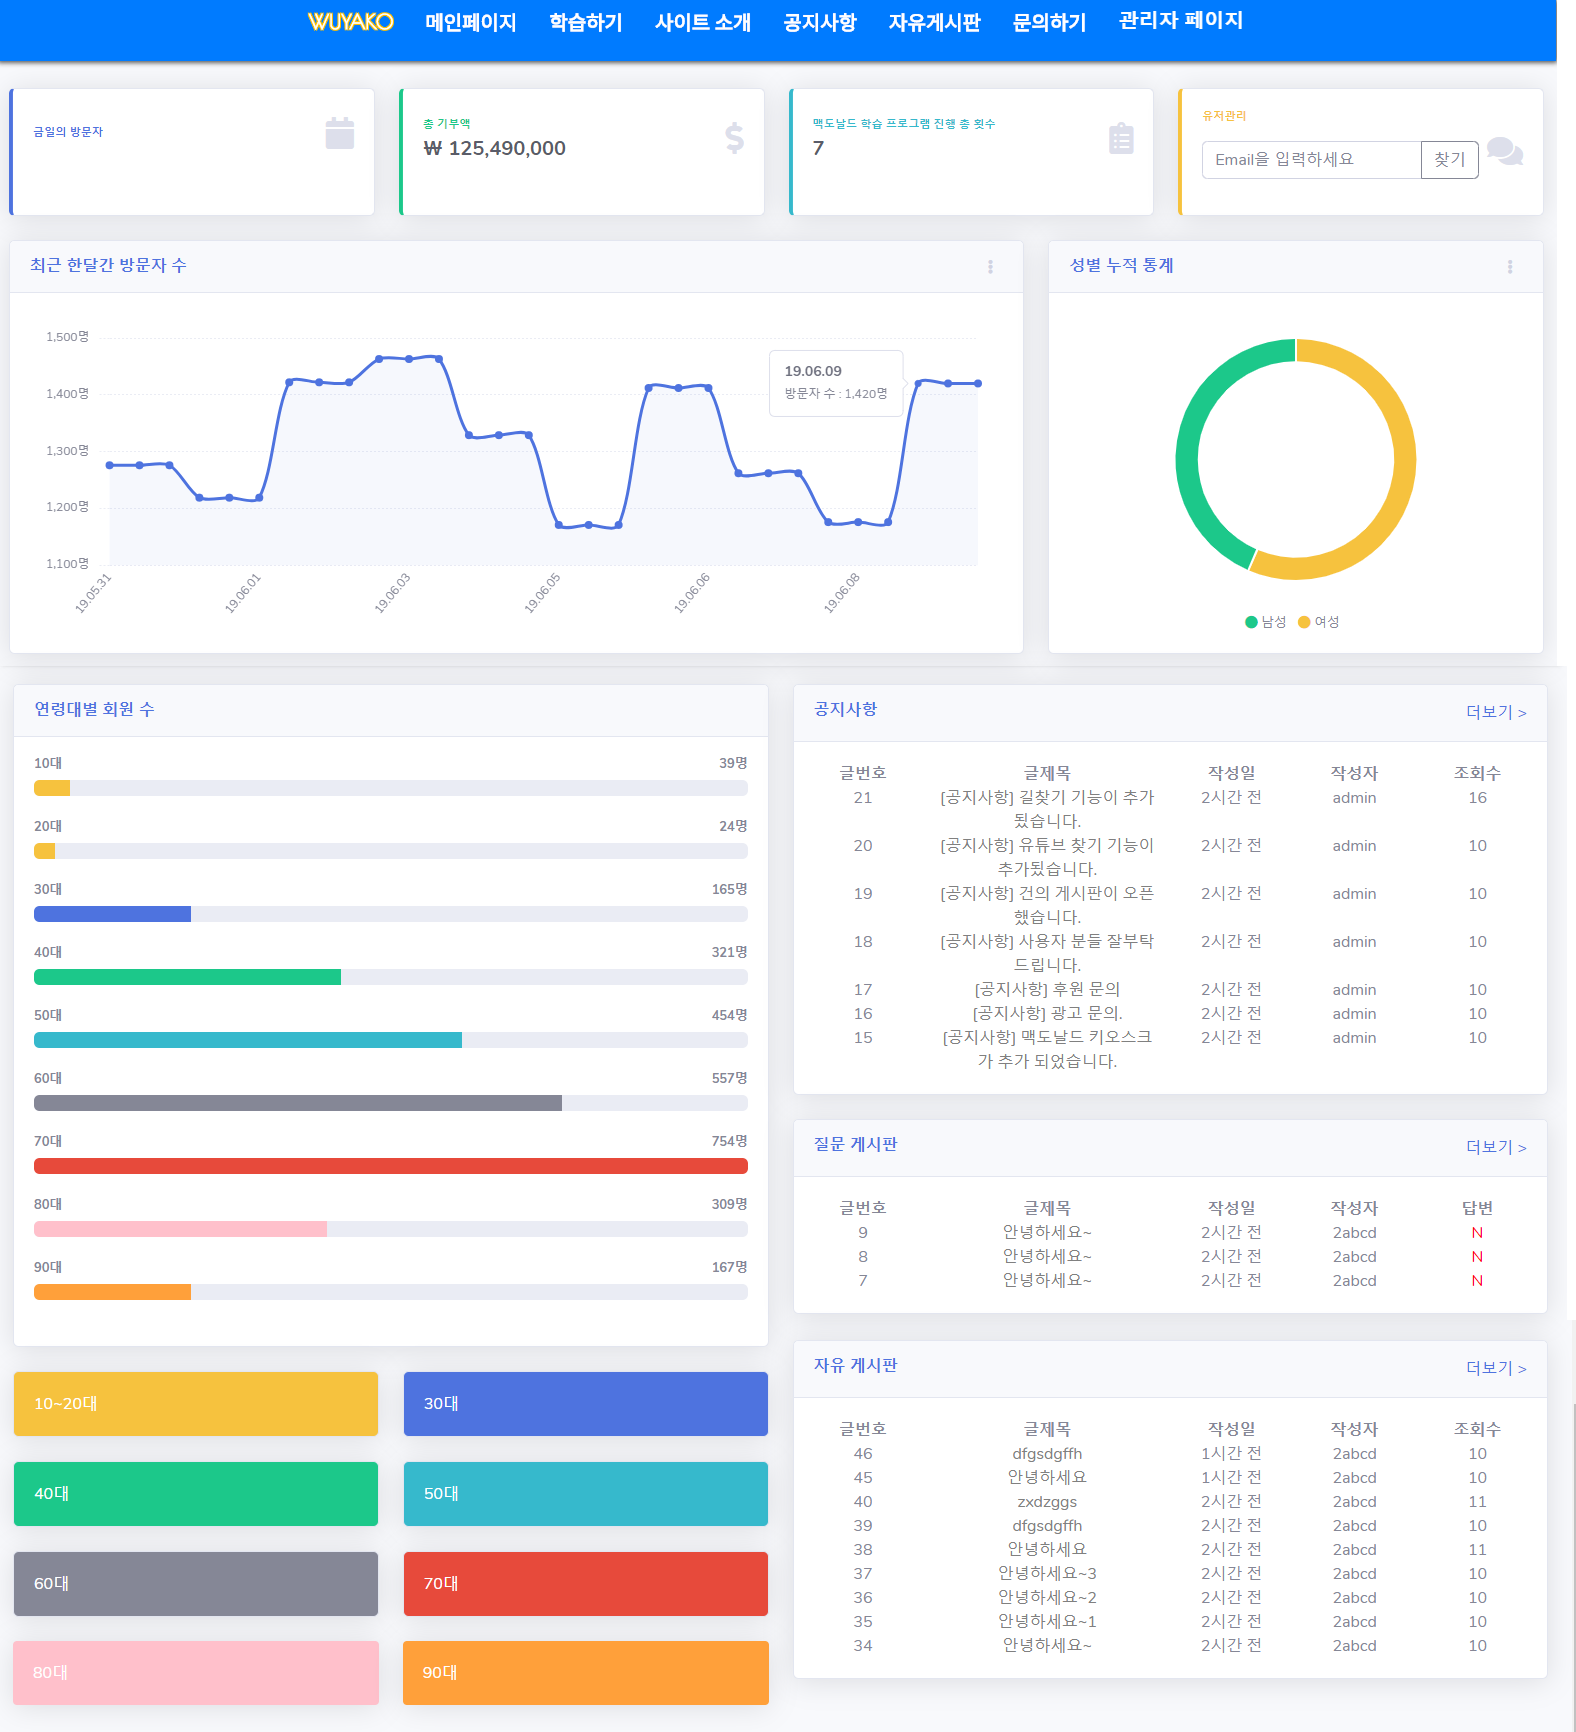 WUYAKO 메인페이지 학습하기 사이트 소개 공지사항 자유게시판 문의하기 관리자 페이지
금일의 방문자
총 기부액
₩ 125,490,000
맥도날드 학습 프로그램 진행 총 횟수
7
유저관리
Email을 입력하세요 찾기
최근 한달간 방문자 수
1,500명
1,400명
1,300명
1,200명
1,100명
19.06.09
방문자 수 : 1,420명
19.05.31 19.06.01 19.06.03 19.06.05 19.06.06 19.06.08
성별 누적 통계
남성 여성
연령대별 회원 수
10대 39명
20대 24명
30대 165명
40대 321명
50대 454명
60대 557명
70대 754명
80대 309명
90대 167명
10~20대 30대
40대 50대
60대 70대
80대 90대
공지사항 더보기 >
글번호 글제목 작성일 작성자 조회수
21 [공지사항] 길찾기 기능이 추가 2시간 전 admin 16
됬습니다.
20 [공지사항] 유튜브 찾기 기능이 2시간 전 admin 10
추가됬습니다.
19 [공지사항] 건의 게시판이 오픈 2시간 전 admin 10
했습니다.
18 [공지사항] 사용자 분들 잘부탁 2시간 전 admin 10
드립니다.
17 [공지사항] 후원 문의 2시간 전 admin 10
16 [공지사항] 광고 문의. 2시간 전 admin 10
15 [공지사항] 맥도날드 키오스크 2시간 전 admin 10
가 추가 되었습니다.
질문 게시판 더보기 >
글번호 글제목 작성일 작성자 답변
9 안녕하세요~ 2시간 전 2abcd N
8 안녕하세요~ 2시간 전 2abcd N
7 안녕하세요~ 2시간 전 2abcd N
자유 게시판 더보기 >
글번호 글제목 작성일 작성자 조회수
46 dfgsdgffh 1시간 전 2abcd 10
45 안녕하세요 1시간 전 2abcd 10
40 zxdzggs 2시간 전 2abcd 11
39 dfgsdgffh 2시간 전 2abcd 10
38 안녕하세요 2시간 전 2abcd 11
37 안녕하세요~3 2시간 전 2abcd 10
36 안녕하세요~2 2시간 전 2abcd 10
35 안녕하세요~1 2시간 전 2abcd 10
34 안녕하세요~ 2시간 전 2abcd 10